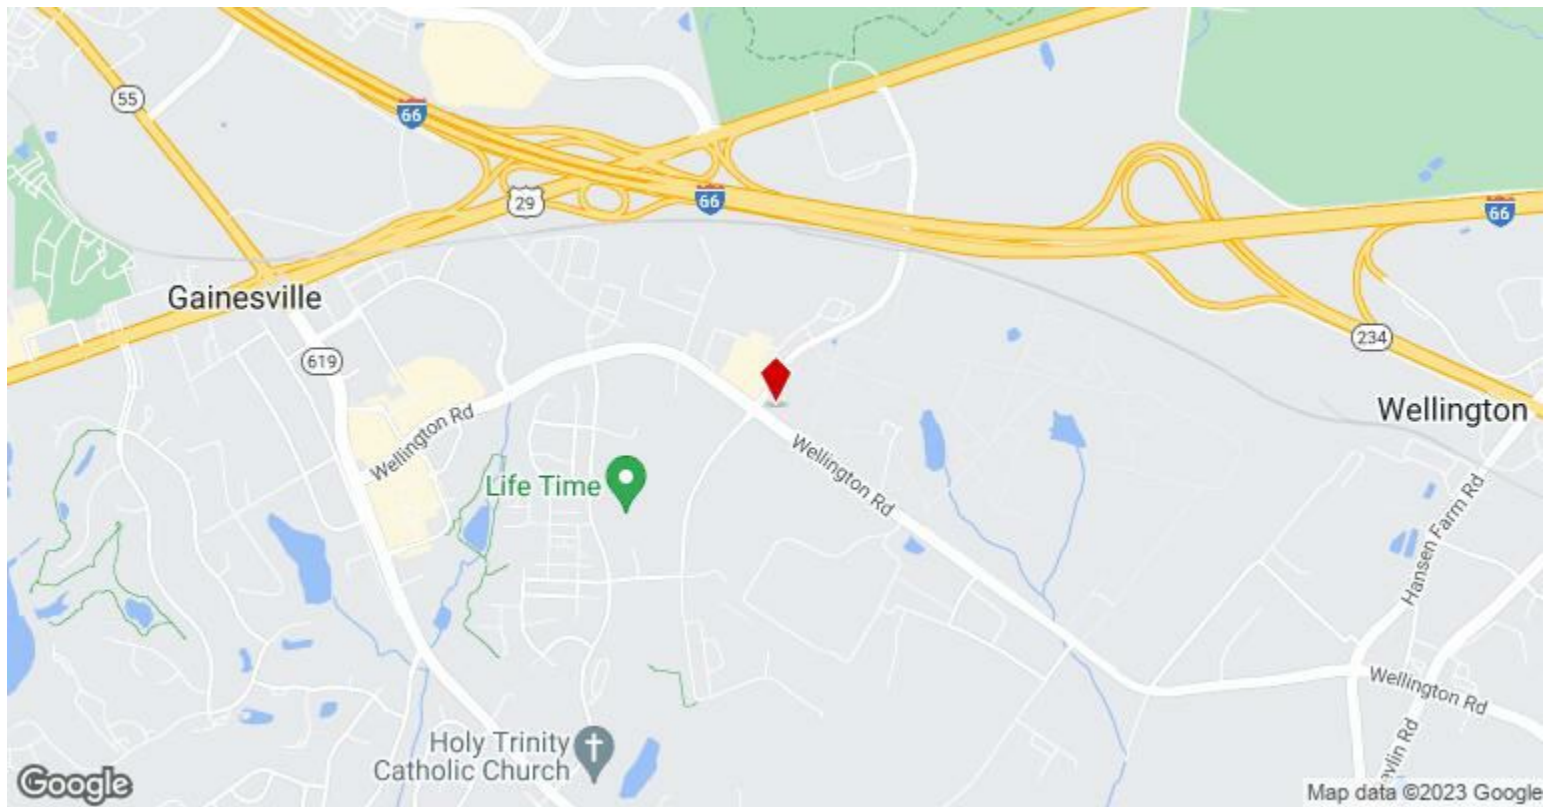 55
66
29
66
66
Gainesville
619
234
Wellington
Wellington Rd
Wellington Rd
Life Time
Hansen Farm Rd
Wellington Rd
Holy Trinity
Catholic Church
Google
Map data ©2023 Google